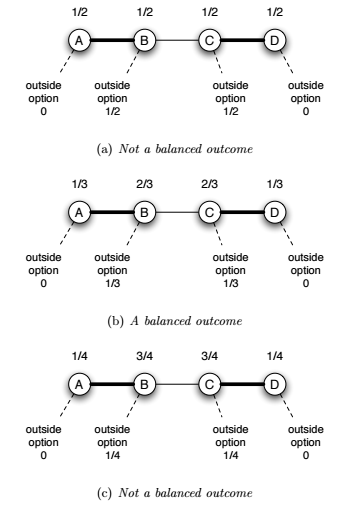 1/2 1/2 1/2 1/2
A B C D
outside outside outside outside
option option option option
0 1/2 1/2 0
(a) Not a balanced outcome
1/3 2/3 2/3 1/3
A B C D
outside outside outside outside
option option option option
0 1/3 1/3 0
(b) A balanced outcome
1/4 3/4 3/4 1/4
A B C D
outside outside outside outside
option option option option
0 1/4 1/4 0
(c) Not a balanced outcome